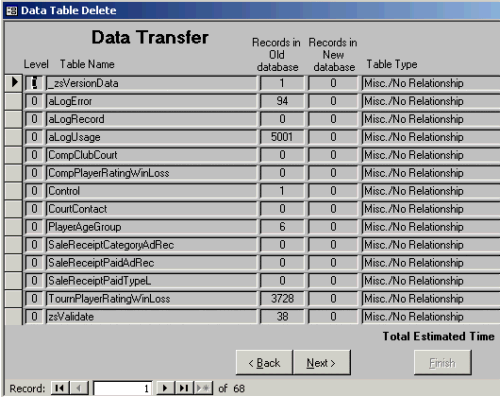 Data Table Delete
Data Transfer
Records in Old database
Records in New database
Level Table Name Table Type
0 _zsVersionData 1 0 Misc./No Relationship
0 aLogError 94 0 Misc./No Relationship
0 aLogRecord 0 0 Misc./No Relationship
0 aLogUsage 5001 0 Misc./No Relationship
0 CompClubCourt 0 0 Misc./No Relationship
0 CompPlayerRatingWinLoss 0 0 Misc./No Relationship
0 Control 1 0 Misc./No Relationship
0 CourtContact 0 0 Misc./No Relationship
0 PlayerAgeGroup 6 0 Misc./No Relationship
0 SaleReceiptCategoryAdRec 0 0 Misc./No Relationship
0 SaleReceiptPaidAdRec 0 0 Misc./No Relationship
0 SaleReceiptPaidTypeL 0 0 Misc./No Relationship
0 TournPlayerRatingWinLoss 3728 0 Misc./No Relationship
0 zsValidate 38 0 Misc./No Relationship
Total Estimated Time
< Back Next > Finish
Record: 1 of 68